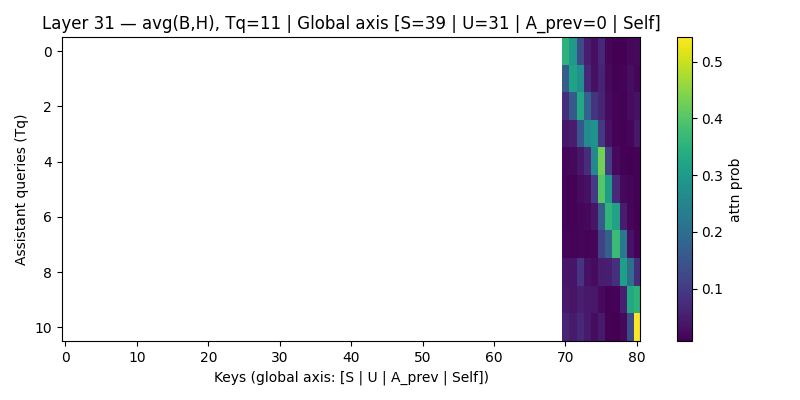 Layer 31 — avg(B,H), Tq=11 | Global axis [S=39 | U=31 | A_prev=0 | Self]
0
2
4
6
8
10
Assistant queries (Tq)
0 10 20 30 40 50 60 70 80
Keys (global axis: [S | U | A_prev | Self])
0.5
0.4
0.3
0.2
0.1
attn prob